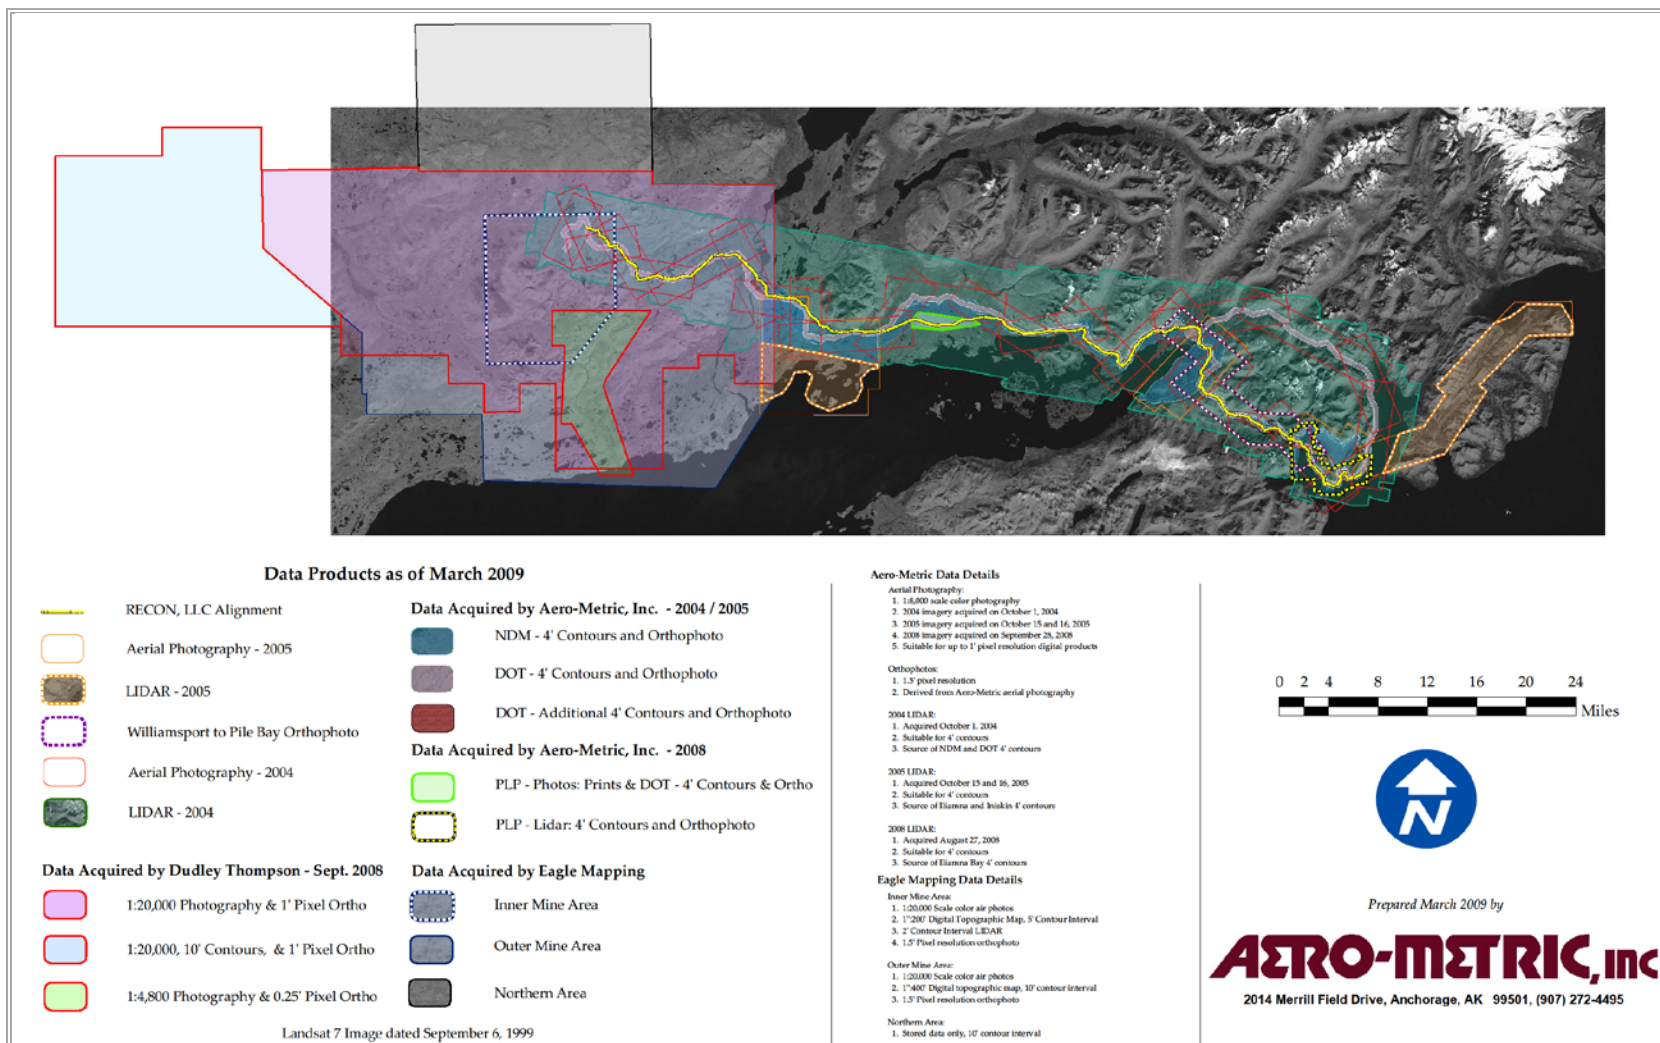 Data Products as of March 2009
RECON, LLC Alignment
Aerial Photography - 2005
LIDAR - 2005
Williamsport to Pile Bay Orthophoto
Aerial Photography - 2004
LIDAR - 2004
Data Acquired by Dudley Thompson - Sept. 2008
1:20,000 Photography & 1' Pixel Ortho
1:20,000, 10' Contours, & 1' Pixel Ortho
1:4,800 Photography & 0.25' Pixel Ortho
Landsat 7 Image dated September 6, 1999
Data Acquired by Aero-Metric, Inc. - 2004 / 2005
NDM - 4' Contours and Orthophoto
DOT - 4' Contours and Orthophoto
DOT - Additional 4' Contours and Orthophoto
Data Acquired by Aero-Metric, Inc. - 2008
PLP - Photos: Prints & DOT - 4' Contours & Ortho
PLP - Lidar: 4' Contours and Orthophoto
Data Acquired by Eagle Mapping
Inner Mine Area
Outer Mine Area
Northern Area
Aero-Metric Data Details
Aerial Photography:
1. 1:8,000 scale color photography
2. 2004 imagery acquired on October 1, 2004
3. 2005 imagery acquired on October 15 and 16, 2005
4. 2008 imagery acquired on September 28, 2008
5. Suitable for up to 1' pixel resolution digital products
Orthophotos:
1. 1.5' pixel resolution
2. Derived from Aero-Metric aerial photography
2004 LIDAR:
1. Acquired October 1, 2004
2. Suitable for 4' contours
3. Source of NDM and DOT 4' contours
2005 LIDAR:
1. Acquired October 15 and 16, 2005
2. Suitable for 4' contours
3. Source of Iliamna and Iniskin 4' contours
2008 LIDAR:
1. Acquired August 27, 2008
2. Suitable for 4' contours
3. Source of Iliamna Bay 4' contours
Eagle Mapping Data Details
Inner Mine Area:
1. 1:20,000 Scale color air photos
2. 1":200' Digital Topographic Map, 5' Contour Interval
3. 2' Contour Interval LIDAR
4. 1.5' Pixel resolution orthophoto
Outer Mine Area:
1. 1:20,000 Scale color air photos
2. 1":400' Digital topographic map, 10' contour interval
3. 1.5' Pixel resolution orthophoto
Northern Area:
1. Stored data only, 10' contour interval
0 2 4 8 12 16 20 24
Miles
N
Prepared March 2009 by
AERO-METRIC, inc
2014 Merrill Field Drive, Anchorage, AK 99501, (907) 272-4495